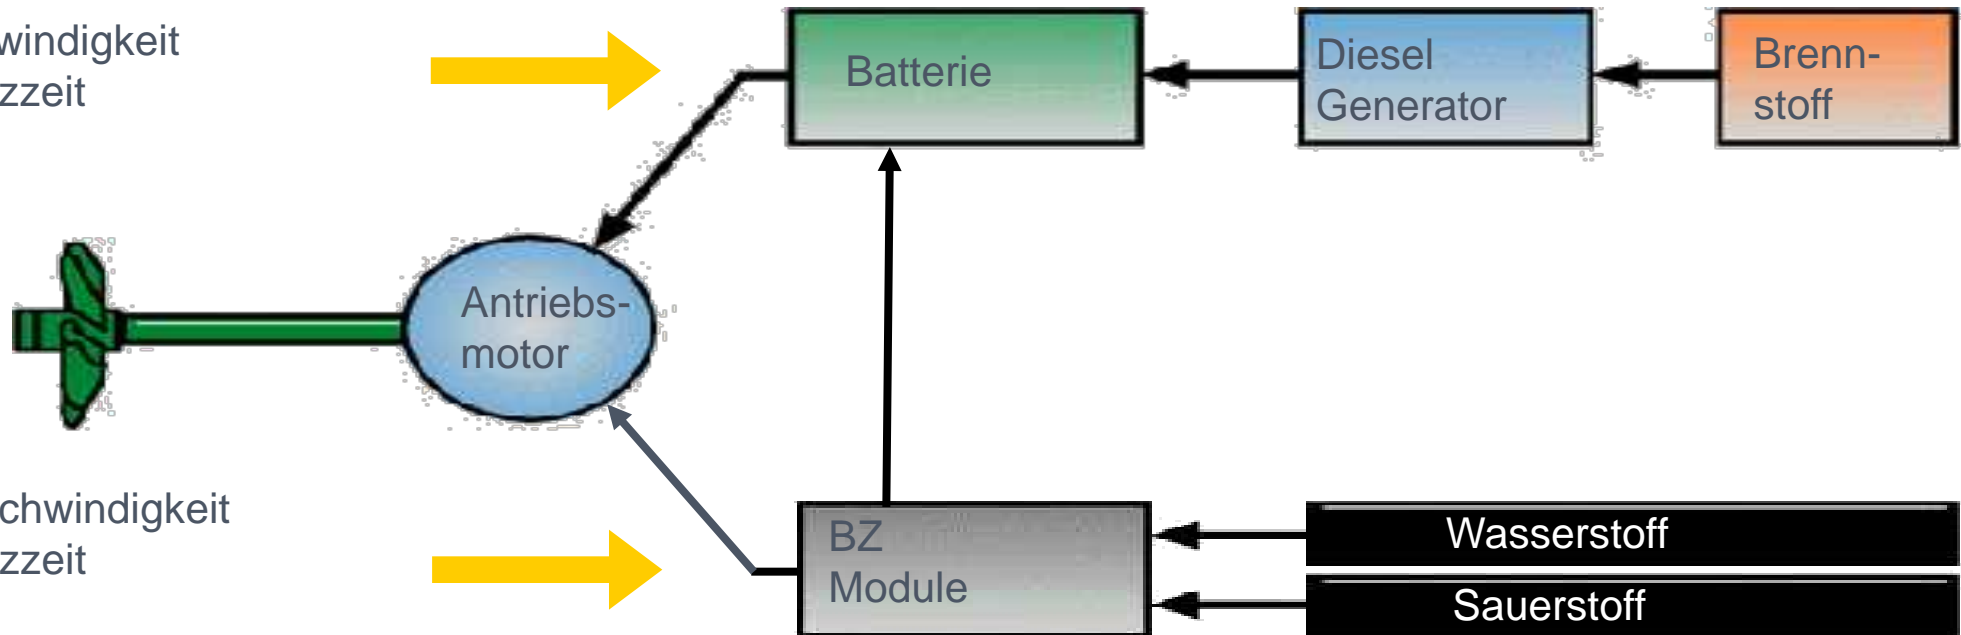 windigkeit
zzeit
Batterie
Diesel
Generator
Brenn-
stoff
Antriebs-
motor
chwindigkeit
zzeit
BZ
Module
Wasserstoff
Sauerstoff